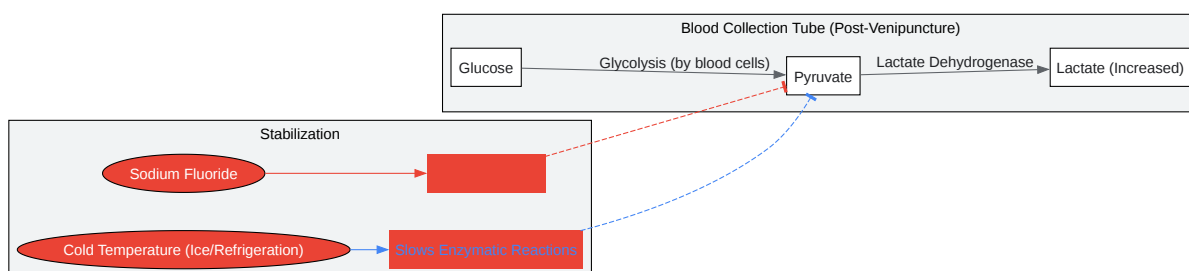 Blood Collection Tube (Post-Venipuncture)
Glucose
Glycolysis (by blood cells)
Pyruvate
Lactate Dehydrogenase
Lactate (Increased)
Stabilization
Sodium Fluoride
Cold Temperature (Ice/Refrigeration)
Slows Enzymatic Reactions